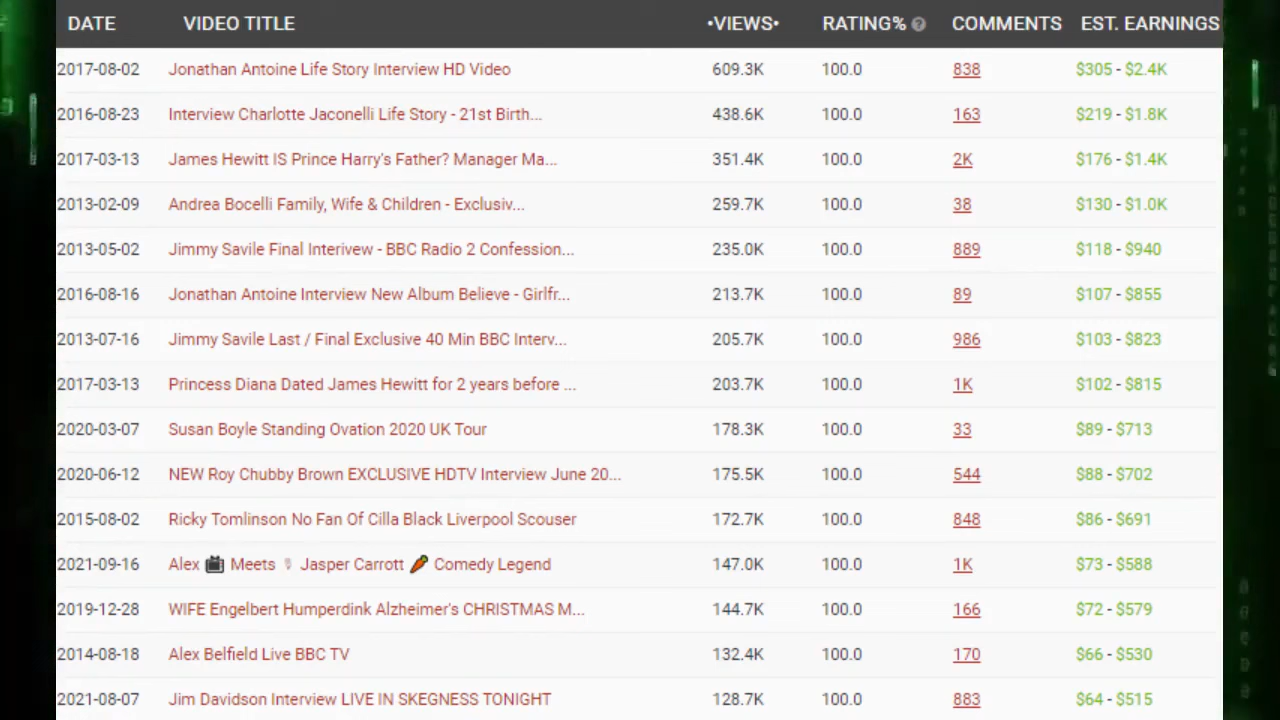 DATE VIDEO TITLE •VIEWS• RATING% ? COMMENTS EST. EARNINGS
2017-08-02 Jonathan Antoine Life Story Interview HD Video 609.3K 100.0 838 $305 - $2.4K
2016-08-23 Interview Charlotte Jaconelli Life Story - 21st Birth... 438.6K 100.0 163 $219 - $1.8K
2017-03-13 James Hewitt IS Prince Harry's Father? Manager Ma... 351.4K 100.0 2K $176 - $1.4K
2013-02-09 Andrea Bocelli Family, Wife & Children - Exclusiv... 259.7K 100.0 38 $130 - $1.0K
2013-05-02 Jimmy Savile Final Interivew - BBC Radio 2 Confession... 235.0K 100.0 889 $118 - $940
2016-08-16 Jonathan Antoine Interview New Album Believe - Girlfr... 213.7K 100.0 89 $107 - $855
2013-07-16 Jimmy Savile Last / Final Exclusive 40 Min BBC Interv... 205.7K 100.0 986 $103 - $823
2017-03-13 Princess Diana Dated James Hewitt for 2 years before ... 203.7K 100.0 1K $102 - $815
2020-03-07 Susan Boyle Standing Ovation 2020 UK Tour 178.3K 100.0 33 $89 - $713
2020-06-12 NEW Roy Chubby Brown EXCLUSIVE HDTV Interview June 20... 175.5K 100.0 544 $88 - $702
2015-08-02 Ricky Tomlinson No Fan Of Cilla Black Liverpool Scouser 172.7K 100.0 848 $86 - $691
2021-09-16 Alex 📺 Meets 🎙 Jasper Carrott 🥕 Comedy Legend 147.0K 100.0 1K $73 - $588
2019-12-28 WIFE Engelbert Humperdink Alzheimer's CHRISTMAS M... 144.7K 100.0 166 $72 - $579
2014-08-18 Alex Belfield Live BBC TV 132.4K 100.0 170 $66 - $530
2021-08-07 Jim Davidson Interview LIVE IN SKEGNESS TONIGHT 128.7K 100.0 883 $64 - $515